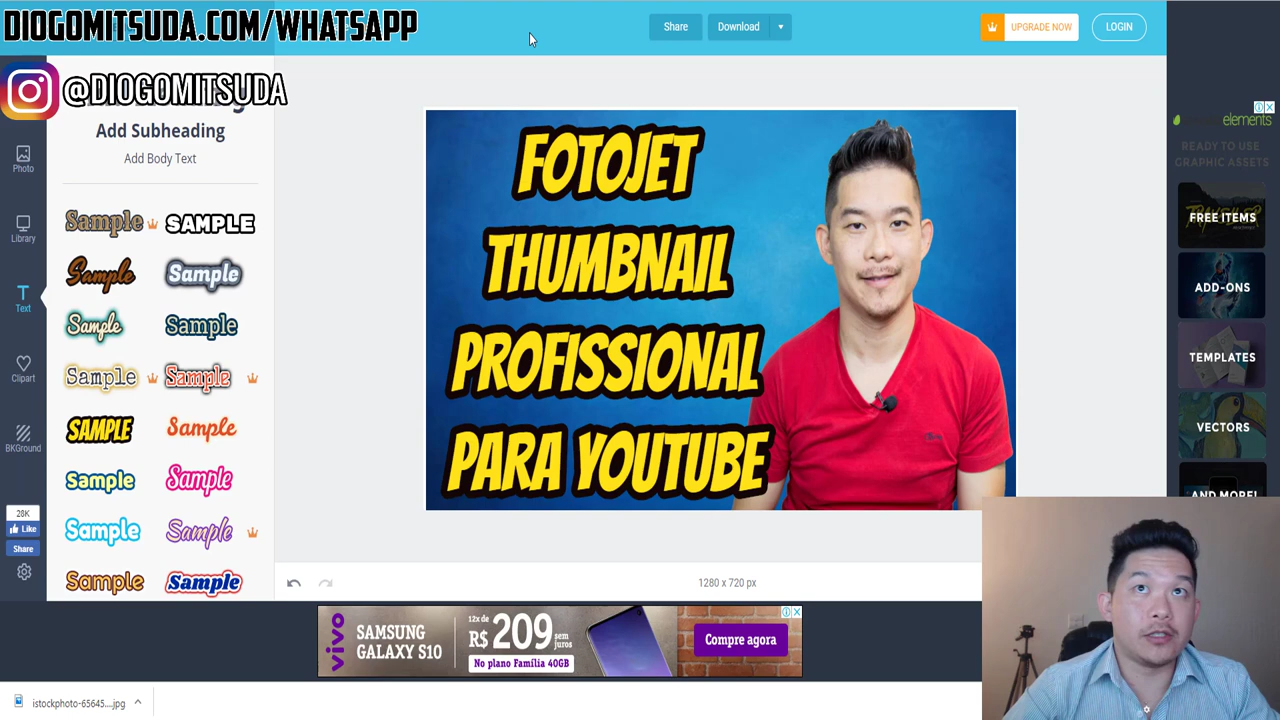 DIOGOMITSUDA.COM/WHATSAPP
Share
Download
UPGRADE NOW
LOGIN
@DIOGOMITSUDA
Add Subheading
Add Body Text
Photo
Library
Text
Clipart
BKGround
28K
Like
Share
Sample
SAMPLE
Sample
Sample
Sample
Sample
Sample
Sample
SAMPLE
Sample
Sample
Sample
Sample
Sample
Sample
Sample
FOTOJET
THUMBNAIL
PROFISSIONAL
PARA YOUTUBE
1280 x 720 px
elements
READY TO USE
GRAPHIC ASSETS
FREE ITEMS
ADD-ONS
TEMPLATES
VECTORS
AND MORE!
vivo
SAMSUNG
GALAXY S10
12x de
R$ 209 sem juros
No plano Família 40GB
Compre agora
istockphoto-65645....jpg